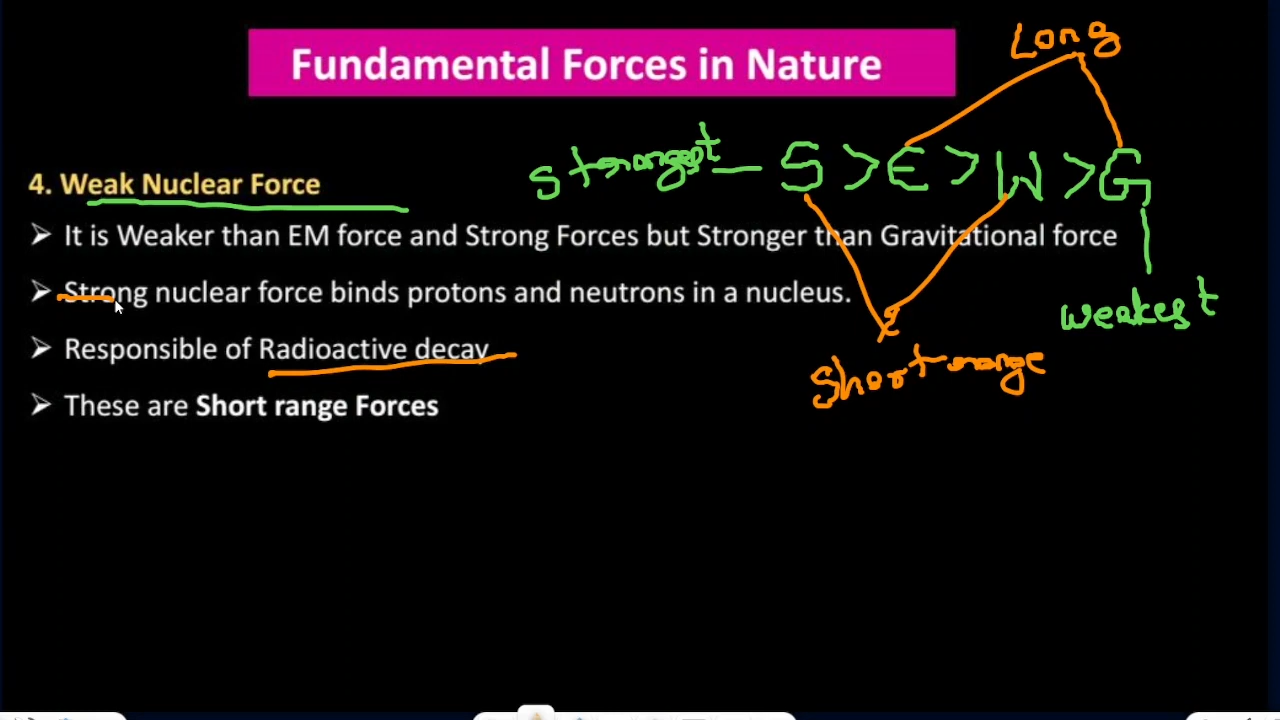 Fundamental Forces in Nature
Long
strongest — S > E > W > G
4. Weak Nuclear Force
➤ It is Weaker than EM force and Strong Forces but Stronger than Gravitational force
➤ Strong nuclear force binds protons and neutrons in a nucleus.
weakest
➤ Responsible of Radioactive decay
Short range
➤ These are Short range Forces